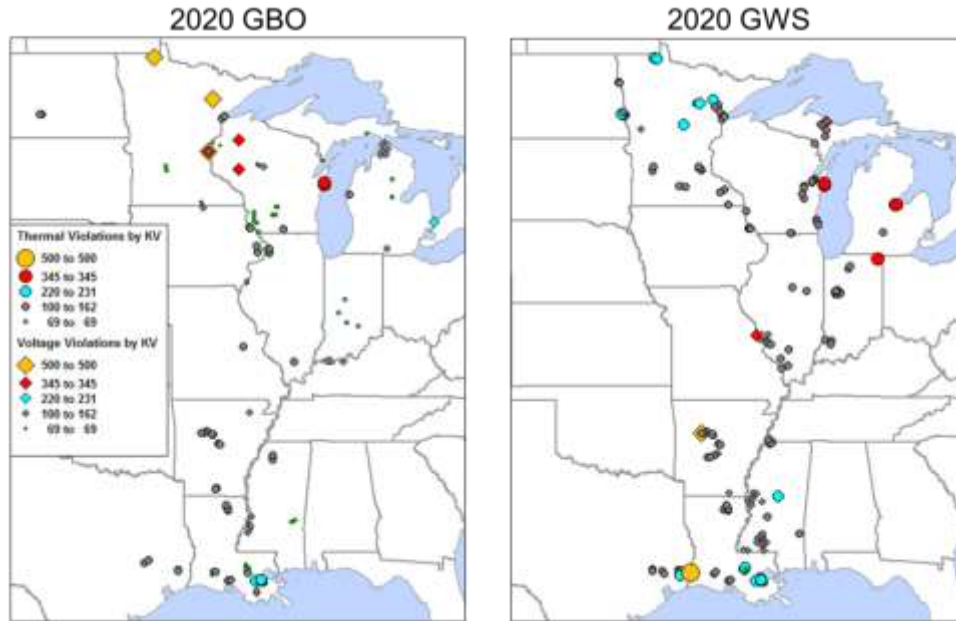 2020 GBO
2020 GWS
Thermal Violations by KV
500 to 500
345 to 345
220 to 231
100 to 162
69 to 69
Voltage Violations by KV
500 to 500
345 to 345
220 to 231
100 to 162
69 to 69